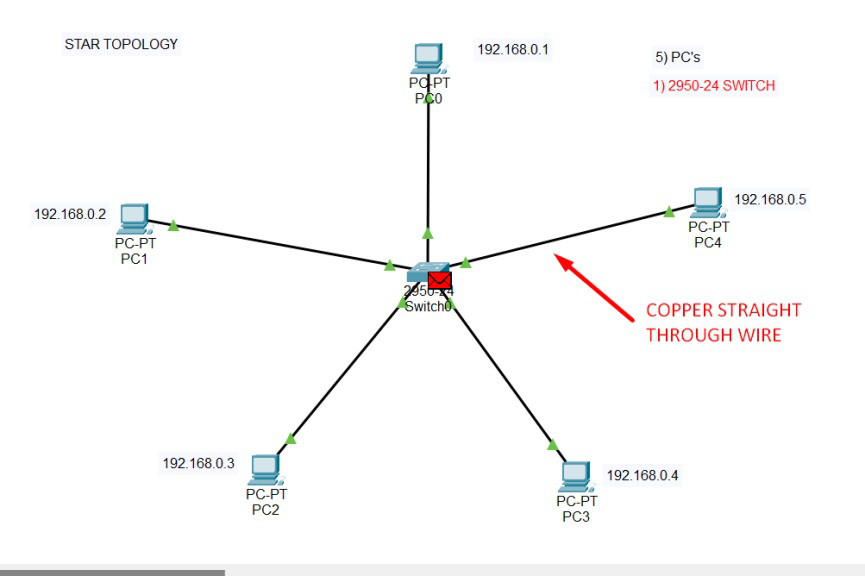 STAR TOPOLOGY
192.168.0.1
5) PC's
1) 2950-24 SWITCH
PC-PT
PC0
192.168.0.2
PC-PT
PC1
192.168.0.5
PC-PT
PC4
2950-24
Switch0
COPPER STRAIGHT
THROUGH WIRE
192.168.0.3
PC-PT
PC2
192.168.0.4
PC-PT
PC3